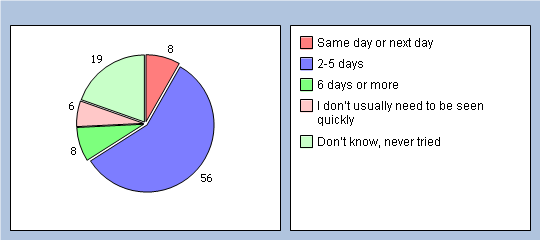 19
8
6
8
56
Same day or next day
2-5 days
6 days or more
I don't usually need to be seen
quickly
Don't know, never tried